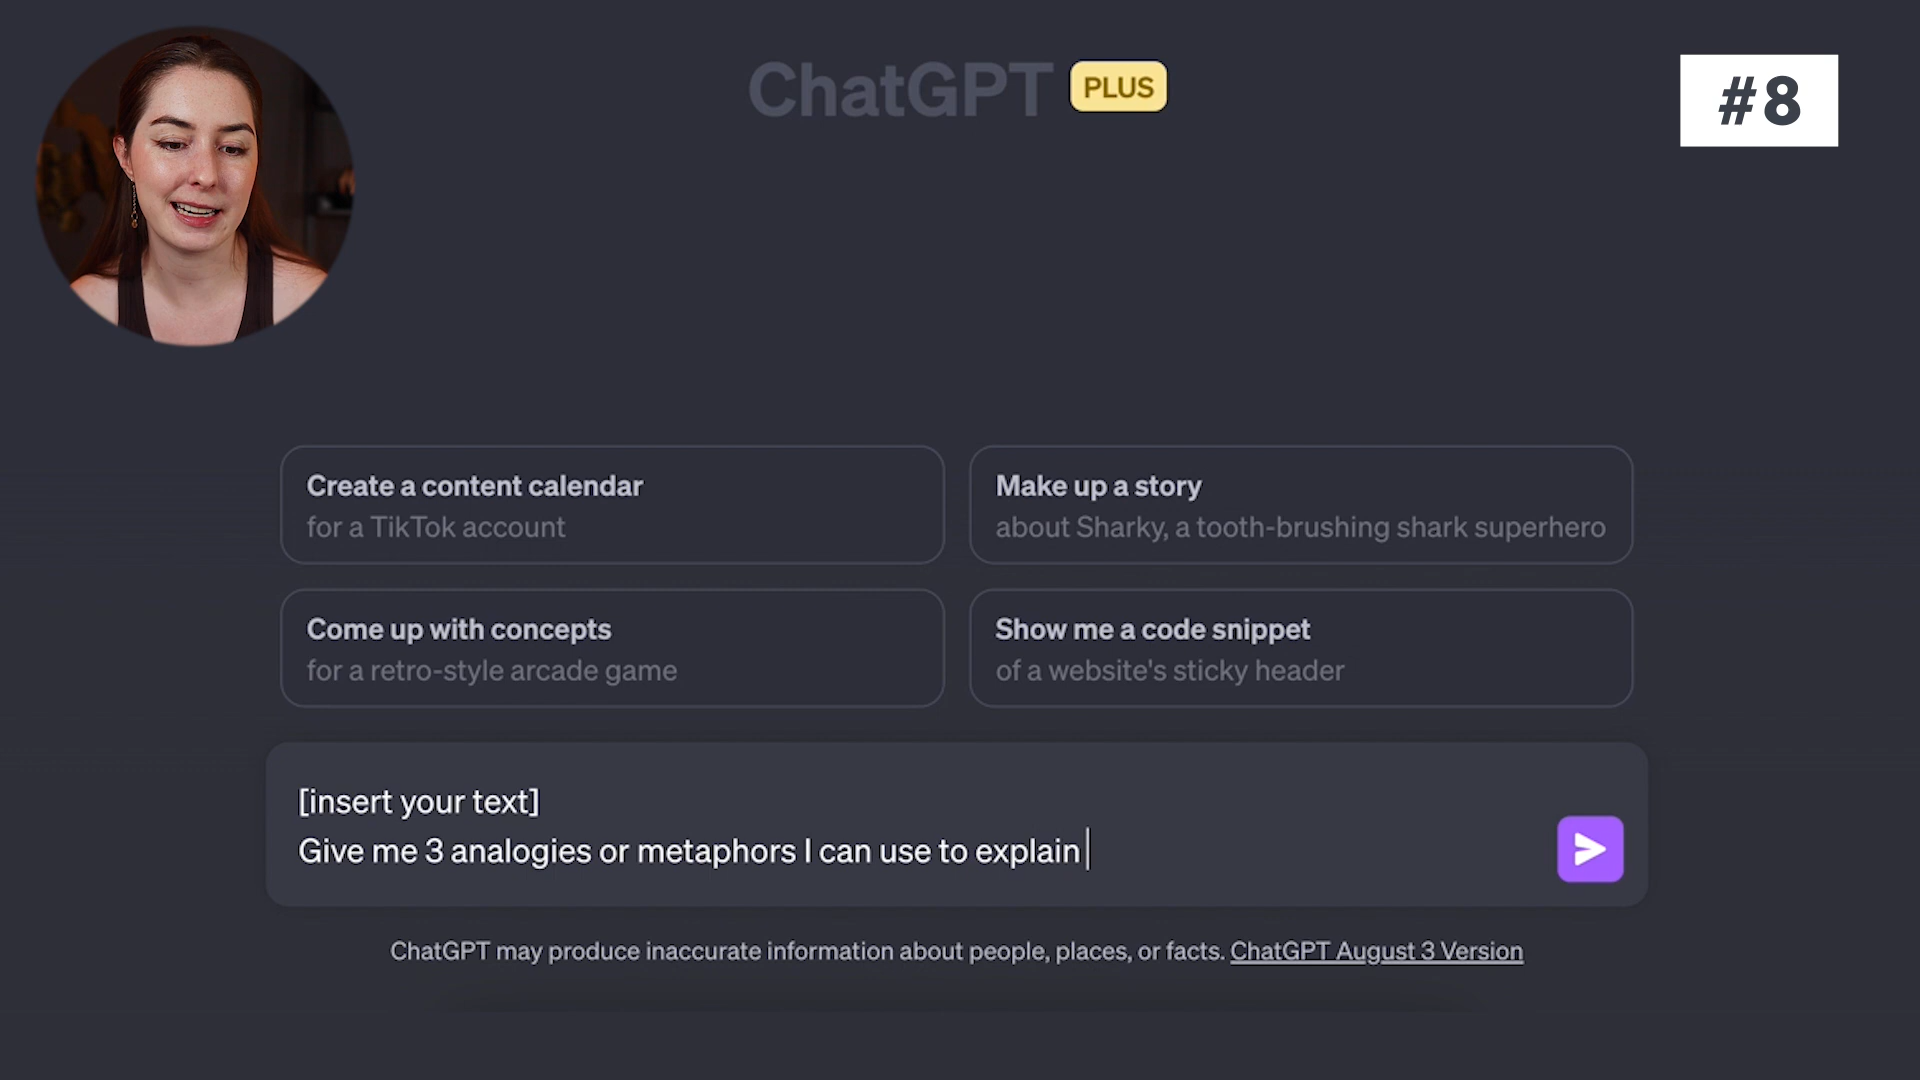 ChatGPT PLUS
#8
Create a content calendar
for a TikTok account
Make up a story
about Sharky, a tooth-brushing shark superhero
Come up with concepts
for a retro-style arcade game
Show me a code snippet
of a website's sticky header
[insert your text]
Give me 3 analogies or metaphors I can use to explain
ChatGPT may produce inaccurate information about people, places, or facts. ChatGPT August 3 Version